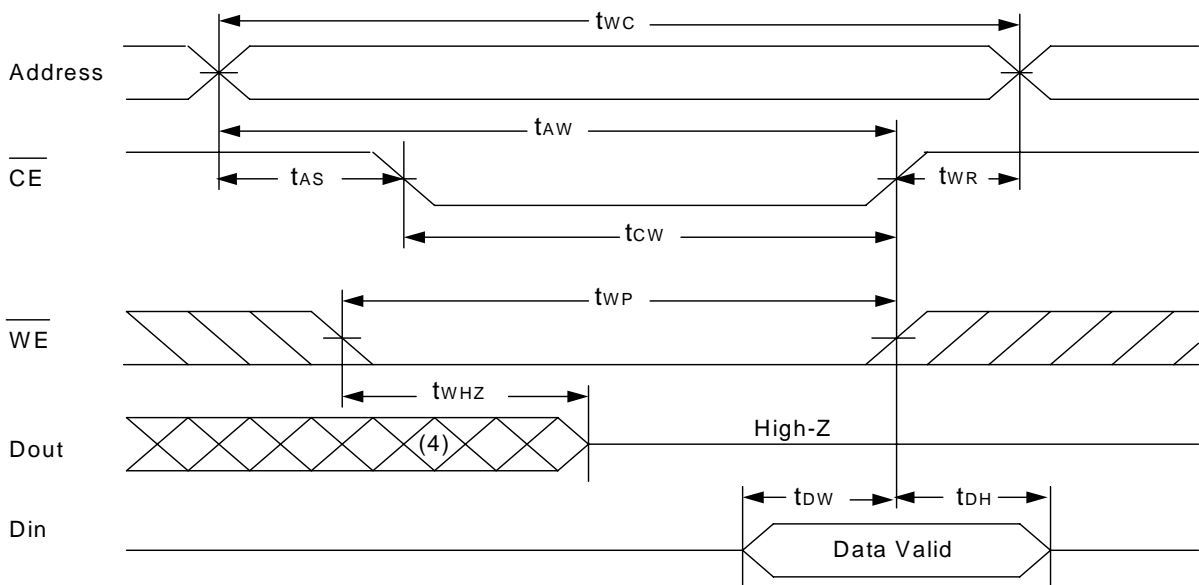 tWC
Address
tAW
CE
tAS
tWR
tCW
tWP
WE
tWHZ
Dout
(4)
High-Z
tDW
tDH
Din
Data Valid